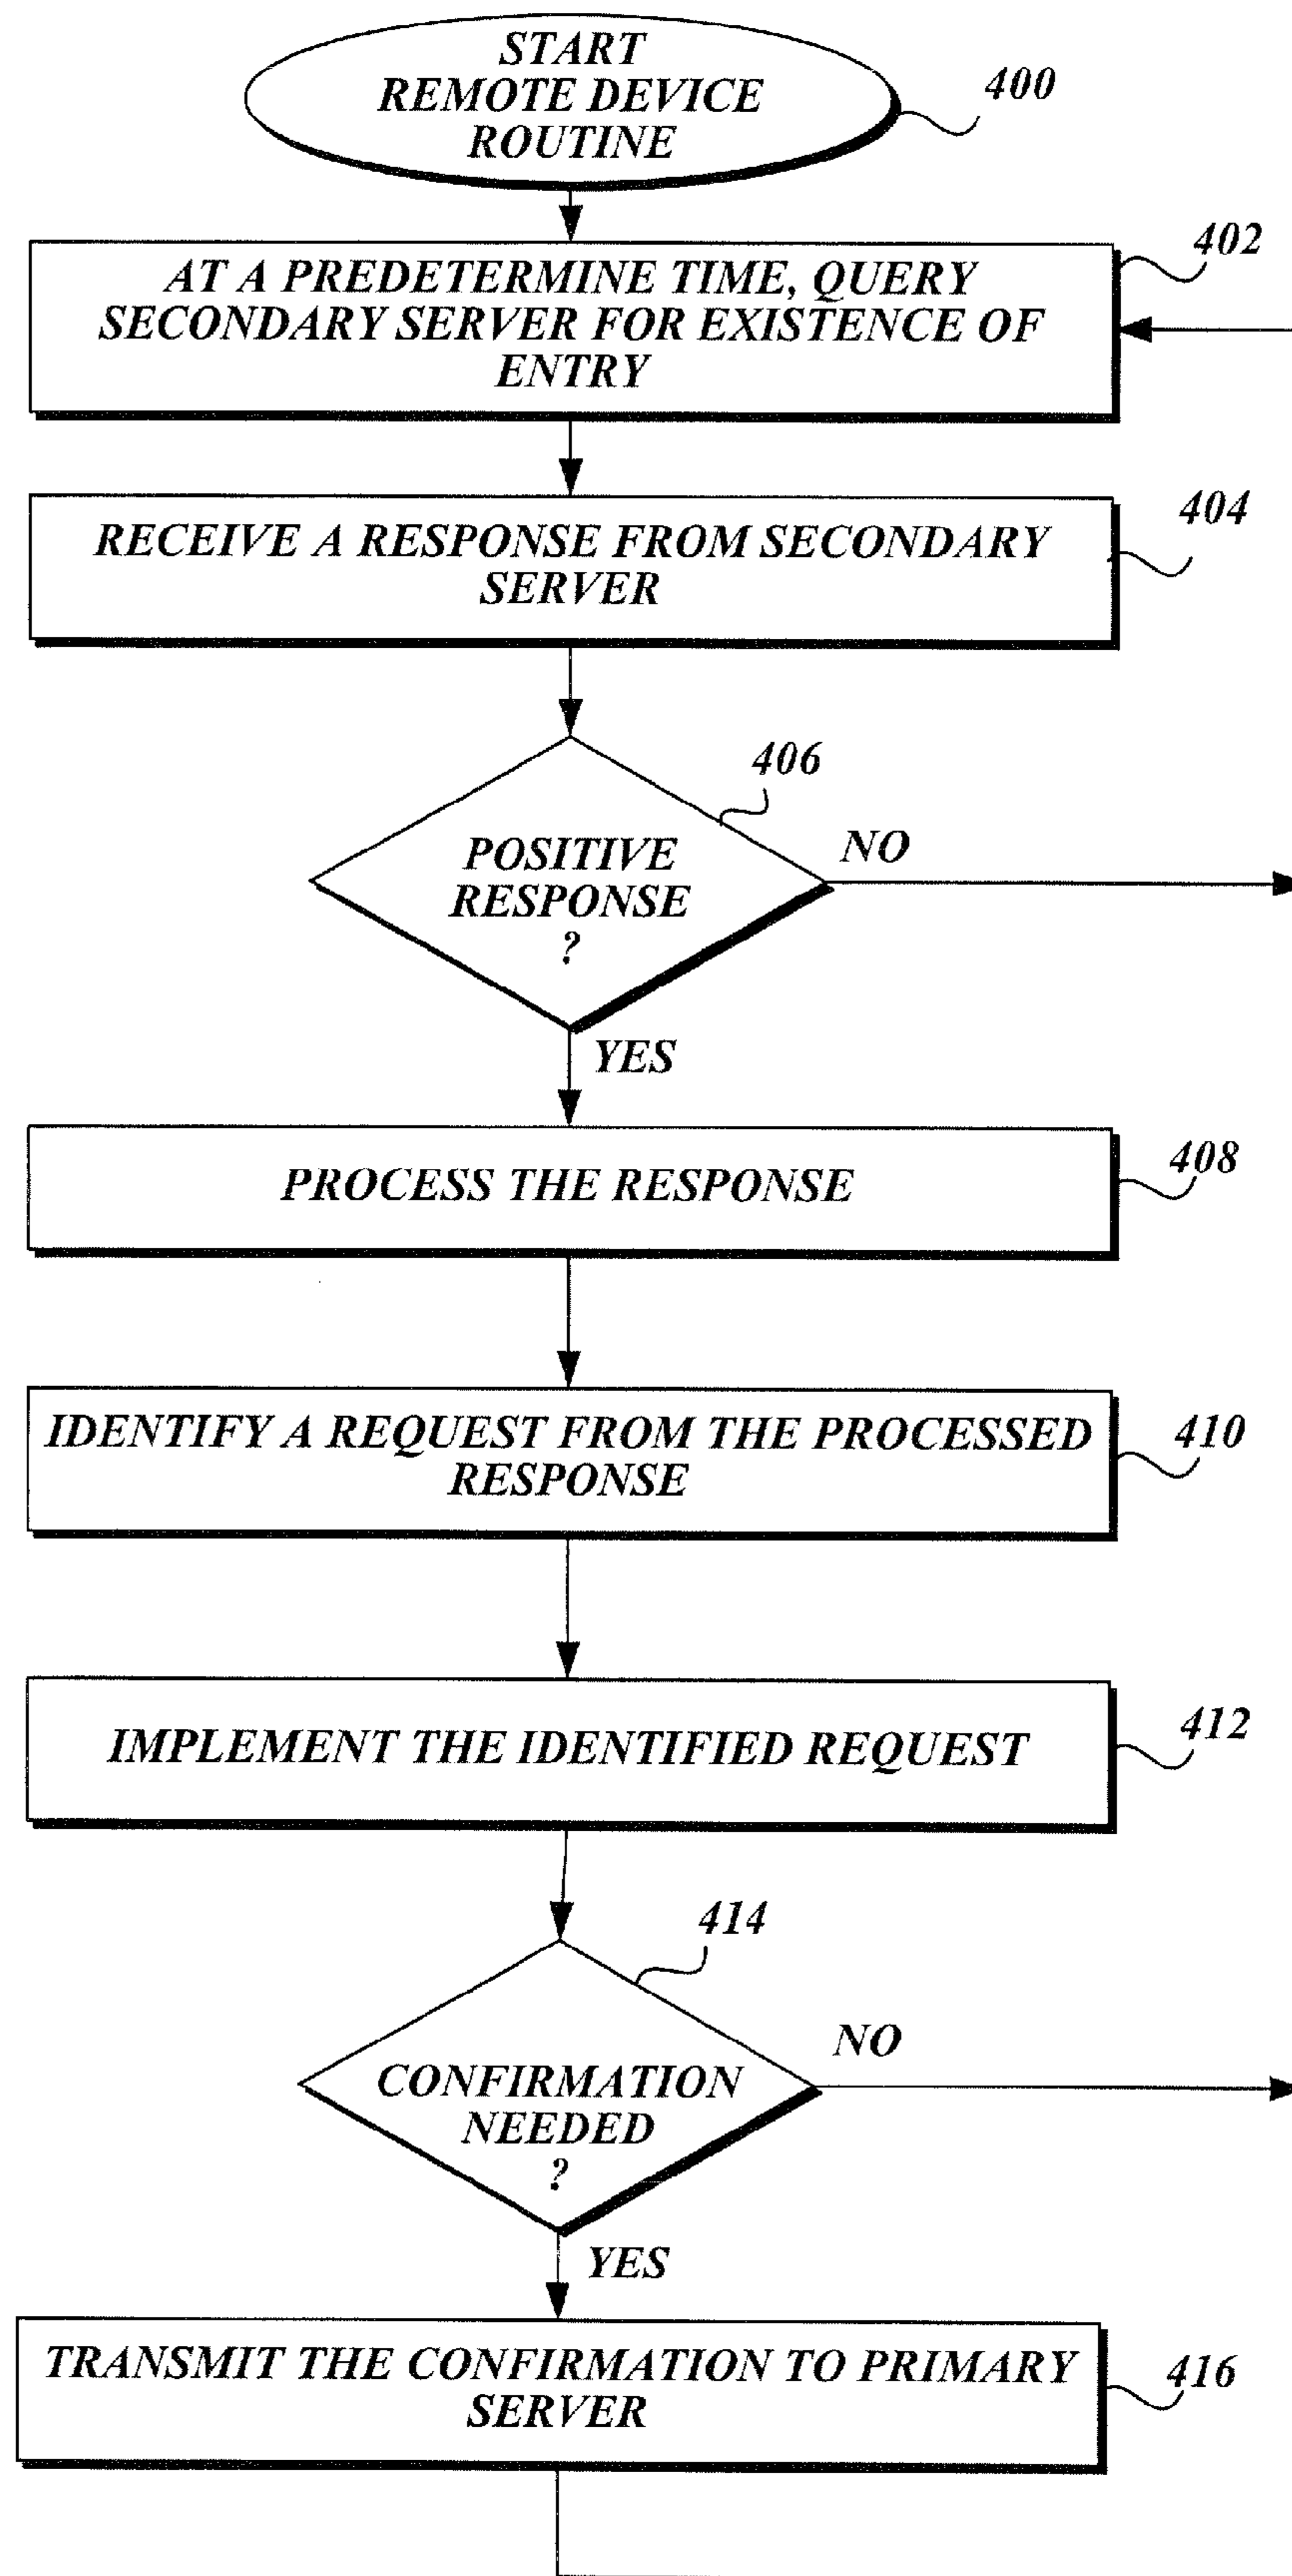 START
REMOTE DEVICE
ROUTINE
400
402
AT A PREDETERMINE TIME, QUERY
SECONDARY SERVER FOR EXISTENCE OF
ENTRY
404
RECEIVE A RESPONSE FROM SECONDARY
SERVER
406
POSITIVE
RESPONSE
?
NO
YES
PROCESS THE RESPONSE
408
IDENTIFY A REQUEST FROM THE PROCESSED
RESPONSE
410
IMPLEMENT THE IDENTIFIED REQUEST
412
414
CONFIRMATION
NEEDED
?
NO
YES
TRANSMIT THE CONFIRMATION TO PRIMARY
SERVER
416